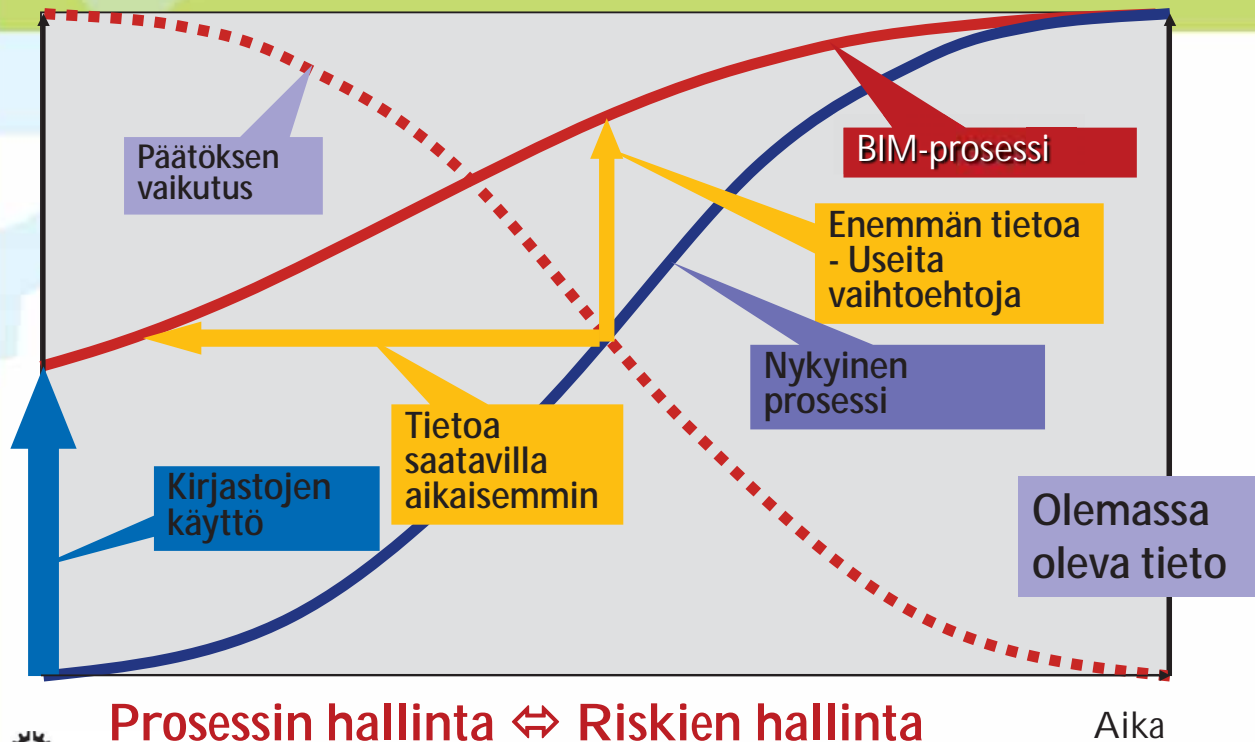 Päätöksen
vaikutus
BIM-prosessi
Enemmän tietoa
- Useita
vaihtoehtoja
Nykyinen
prosessi
Tietoa
saatavilla
aikaisemmin
Kirjastojen
käyttö
Olemassa
oleva tieto
Prosessin hallinta ⇔ Riskien hallinta
Aika